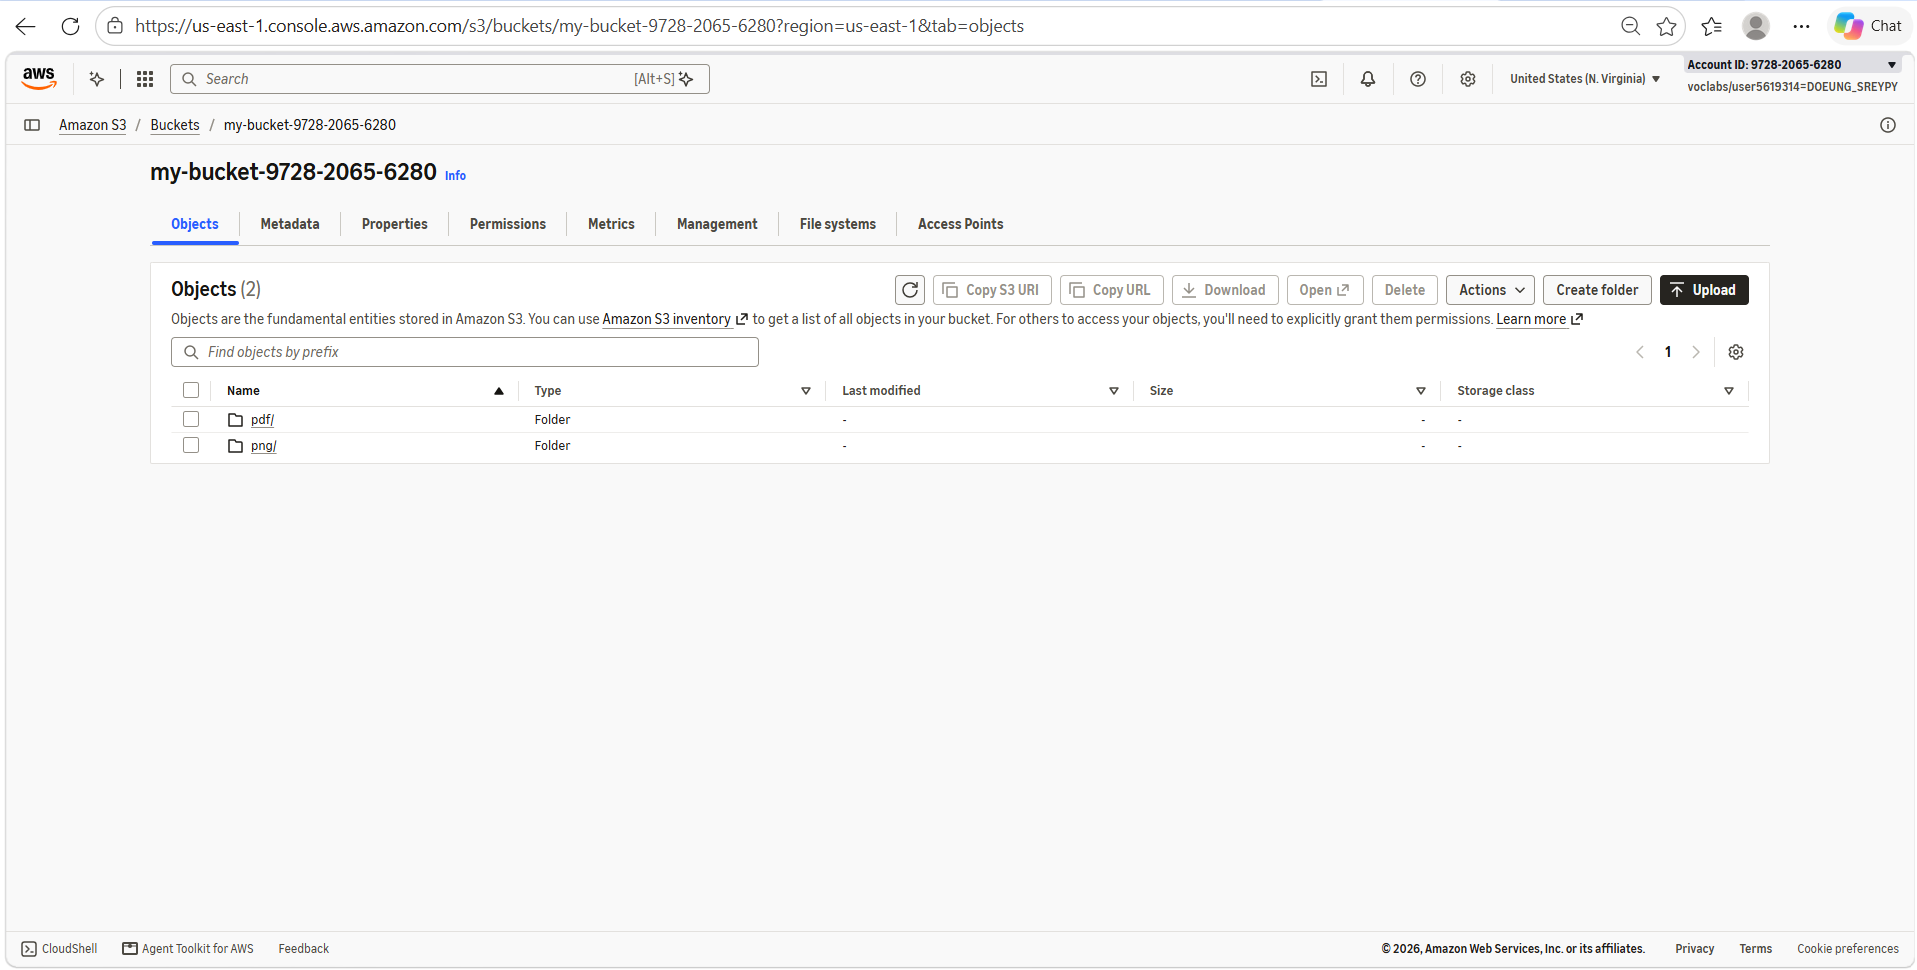 https://us-east-1.console.aws.amazon.com/s3/buckets/my-bucket-9728-2065-6280?region=us-east-1&tab=objects
Chat
aws
Search [Alt+S]
United States (N. Virginia)
Account ID: 9728-2065-6280
voclabs/user5619314=DOEUNG_SREYPY
Amazon S3 / Buckets / my-bucket-9728-2065-6280
my-bucket-9728-2065-6280 Info
Objects Metadata Properties Permissions Metrics Management File systems Access Points
Objects (2) Copy S3 URI Copy URL Download Open Delete Actions Create folder Upload
Objects are the fundamental entities stored in Amazon S3. You can use Amazon S3 inventory to get a list of all objects in your bucket. For others to access your objects, you'll need to explicitly grant them permissions. Learn more
Find objects by prefix 1
Name Type Last modified Size Storage class
pdf/ Folder - - -
png/ Folder - - -
CloudShell Agent Toolkit for AWS Feedback © 2026, Amazon Web Services, Inc. or its affiliates. Privacy Terms Cookie preferences